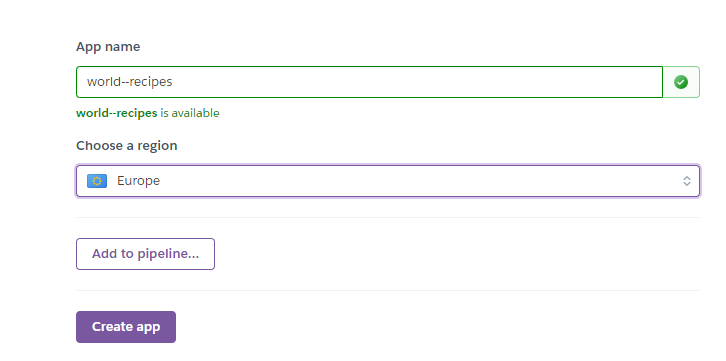 App name
world--recipes
world--recipes is available
Choose a region
Europe
Add to pipeline...
Create app